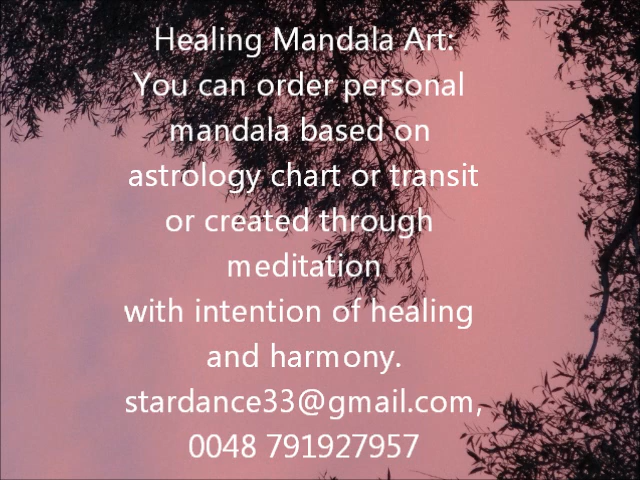 Healing Mandala Art:
You can order personal
mandala based on
astrology chart or transit
or created through
meditation
with intention of healing
and harmony.
stardance33@gmail.com,
0048 791927957